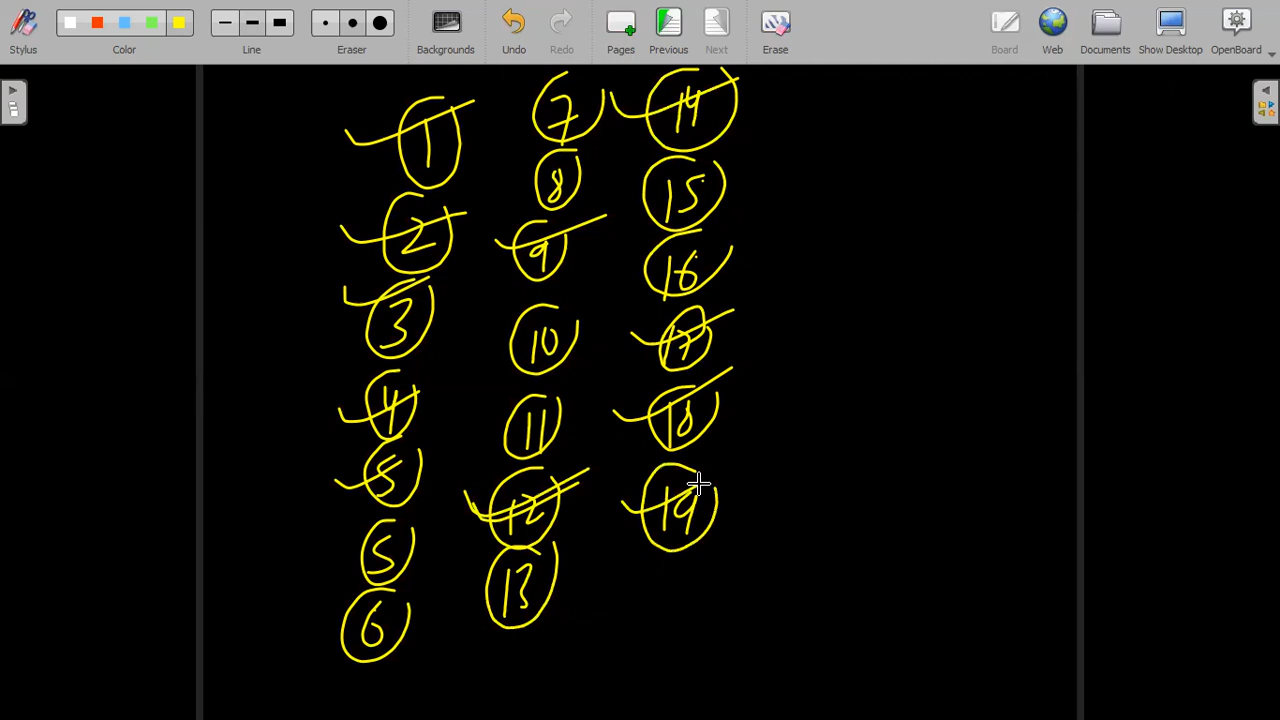 Stylus
Color
Line
Eraser
Backgrounds
Undo
Redo
Pages
Previous
Next
Erase
Board
Web
Documents
Show Desktop
OpenBoard
1
2
3
4
5
5
6
7
8
9
10
11
12
13
14
15
16
17
18
19